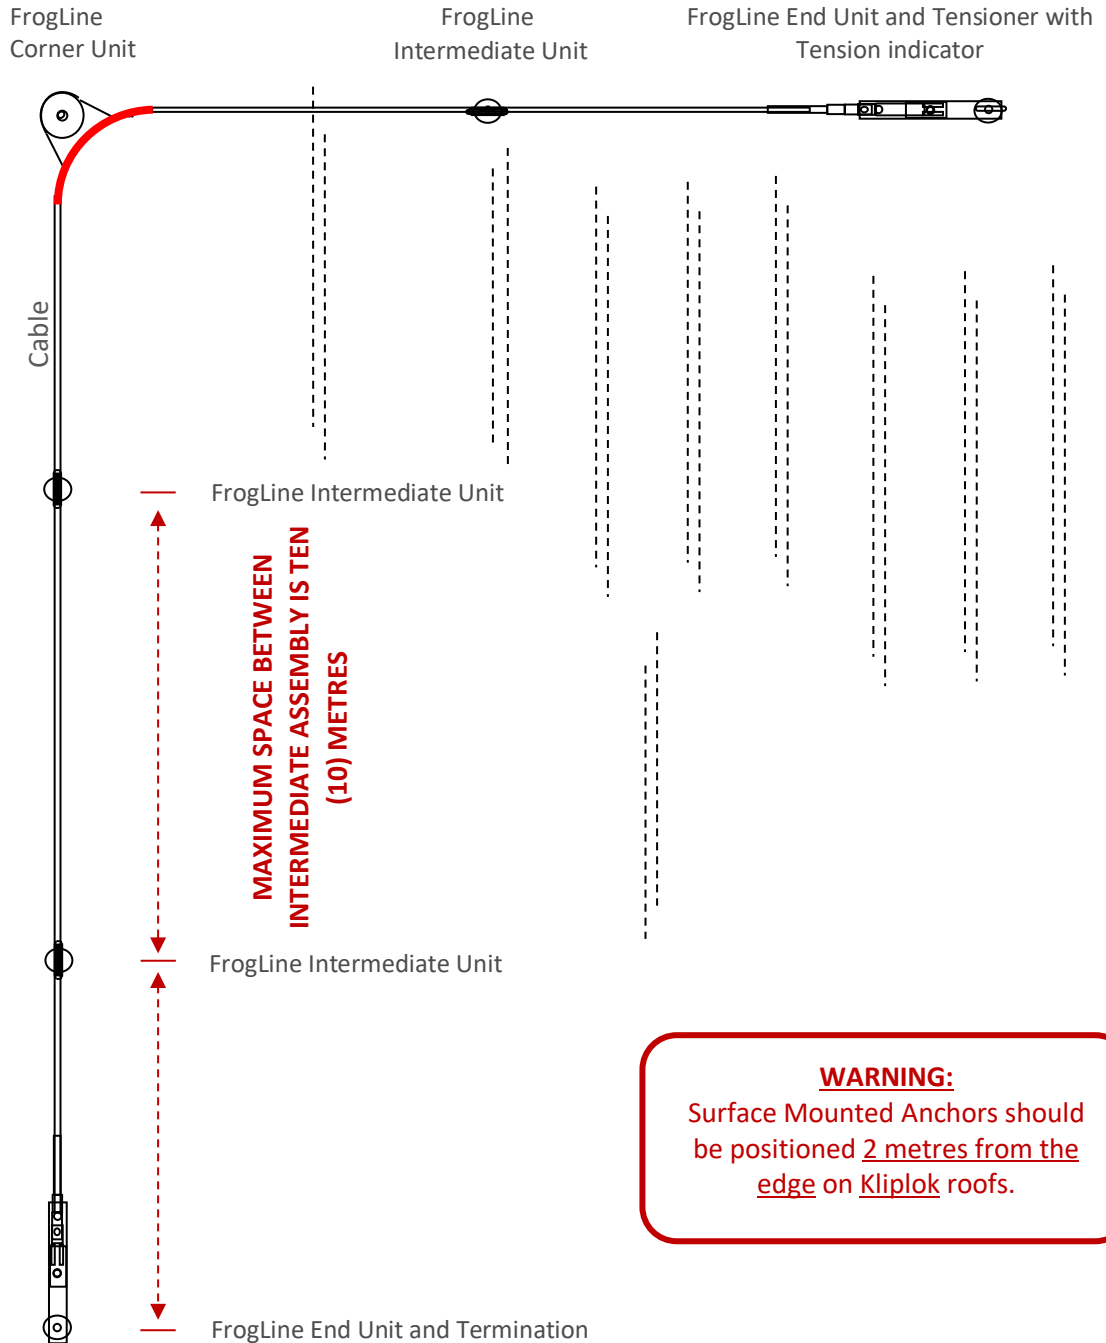 FrogLine
Corner Unit
FrogLine
Intermediate Unit
FrogLine End Unit and Tensioner with
Tension indicator
Cable
FrogLine Intermediate Unit
MAXIMUM SPACE BETWEEN
INTERMEDIATE ASSEMBLY IS TEN
(10) METRES
FrogLine Intermediate Unit
WARNING:
Surface Mounted Anchors should
be positioned 2 metres from the
edge on Kliplok roofs.
FrogLine End Unit and Termination